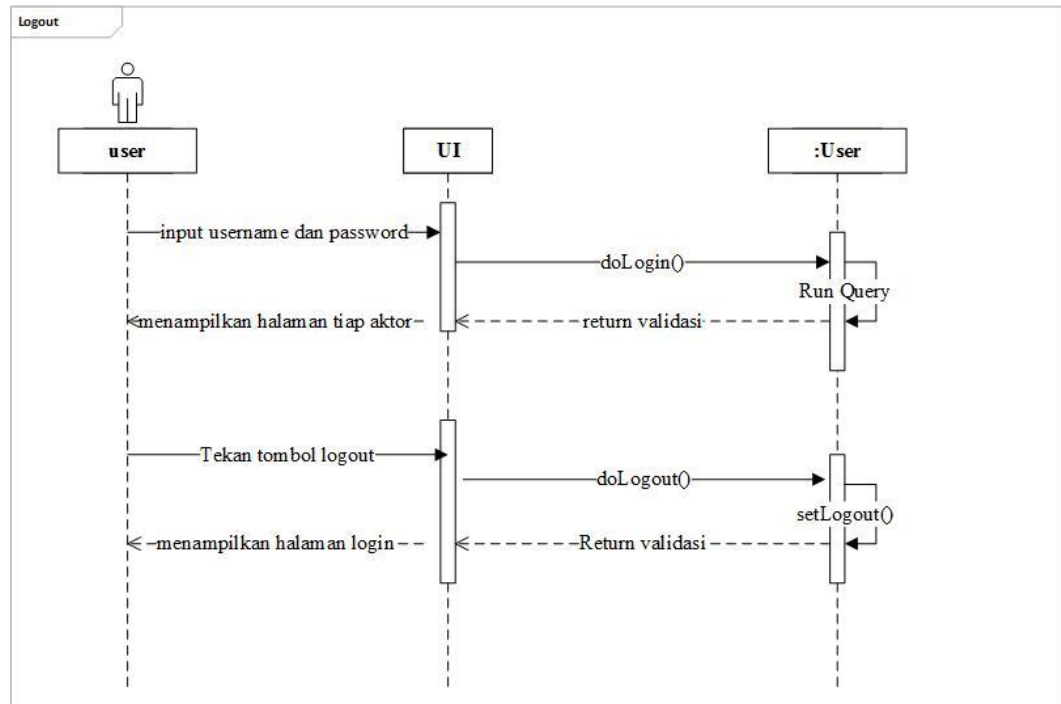 Logout
user
UI
:User
input username dan password
doLogin()
Run Query
menampilkan halaman tiap aktor
return validasi
Tekan tombol logout
doLogout()
setLogout()
menampilkan halaman login
Return validasi